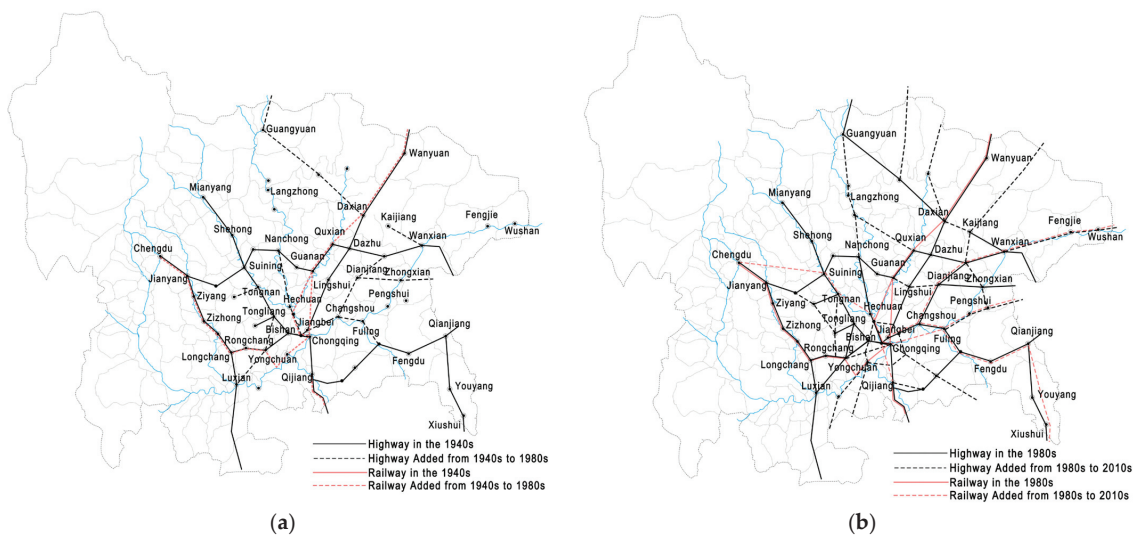 Guangyuan
Wanyuan
Mianyang
Langzhong
Daxian
Kaijiang
Fengjie
Wushan
Shehong
Nanchong
Quxian
Dazhu
Wanxian
Chengdu
Guanan
Suining
Dianjiang
Zhongxian
Jianyang
Lingshui
Ziyang
Tongnan
Hechuan
Pengshui
Zizhong
Tongliang
Jiangbei
Changshou
Qianjiang
Rongchang
Bishan
Chongqing
Fuling
Longchang
Yongchuan
Fengdu
Luxian
Qijiang
Youyang
Xiushui
Highway in the 1940s
Highway Added from 1940s to 1980s
Railway in the 1940s
Railway Added from 1940s to 1980s
(a)
Guangyuan
Wanyuan
Mianyang
Langzhong
Daxian
Kaijiang
Fengjie
Wushan
Shehong
Nanchong
Quxian
Dazhu
Wanxian
Chengdu
Guanan
Suining
Dianjiang
Zhongxian
Jianyang
Lingshui
Ziyang
Tongnan
Hechuan
Pengshui
Zizhong
Tongliang
Jiangbei
Changshou
Qianjiang
Rongchang
Bishan
Chongqing
Fuling
Longchang
Yongchuan
Fengdu
Luxian
Qijiang
Youyang
Xiushui
Highway in the 1980s
Highway Added from 1980s to 2010s
Railway in the 1980s
Railway Added from 1980s to 2010s
(b)